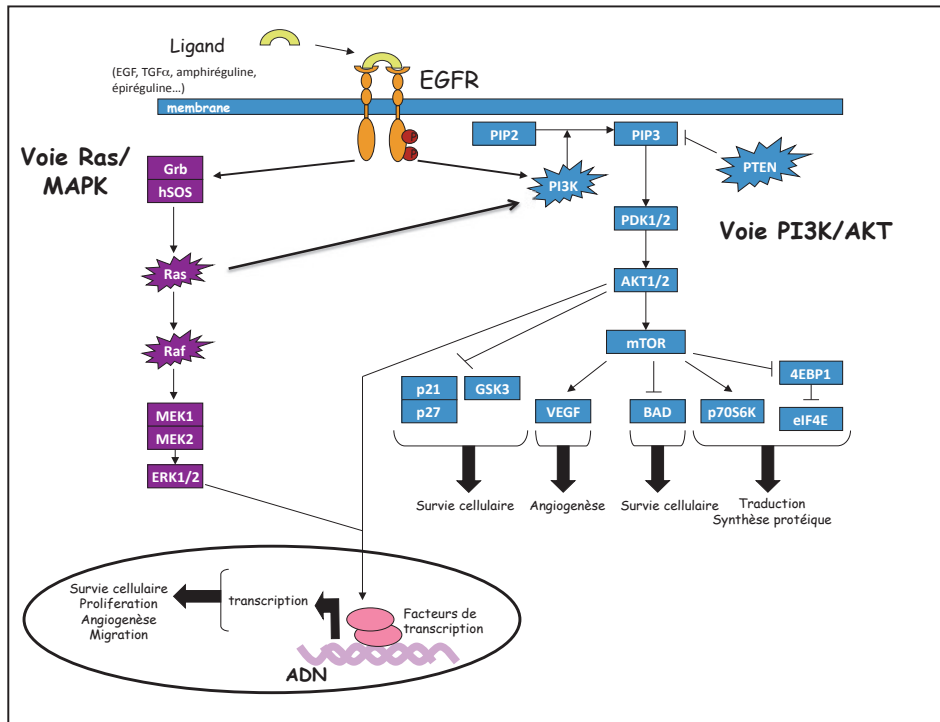 Ligand
(EGF, TGFα, amphiréguline,
épiréguline...)
EGFR
membrane
P
P
Voie Ras/
MAPK
Grb
hSOS
Ras
Raf
MEK1
MEK2
ERK1/2
PIP2
PIP3
PI3K
PTEN
PDK1/2
Voie PI3K/AKT
AKT1/2
mTOR
p21
p27
GSK3
VEGF
BAD
p70S6K
4EBP1
eIF4E
Survie cellulaire
Angiogenèse
Survie cellulaire
Traduction
Synthèse protéique
Survie cellulaire
Proliferation
Angiogenèse
Migration
transcription
Facteurs de
transcription
ADN